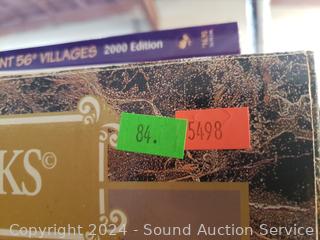 NT 56® VILLAGES 2000 Edition
84.
5498
KS©
Copyright 2024 - Sound Auction Service